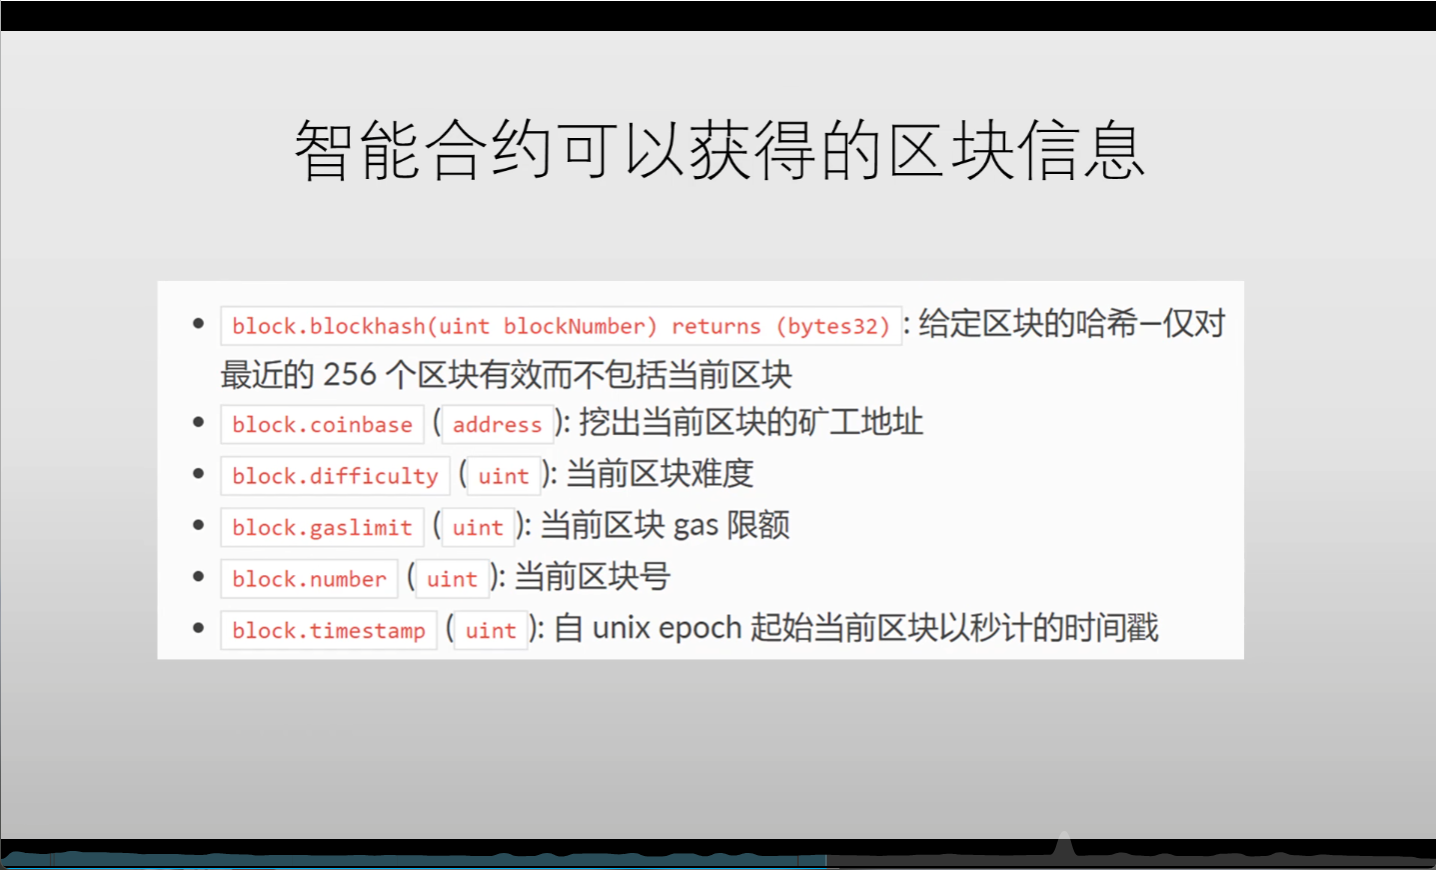 智能合约可以获得的区块信息
• block.blockhash(uint blockNumber) returns (bytes32) : 给定区块的哈希—仅对
最近的 256 个区块有效而不包括当前区块
• block.coinbase ( address ): 挖出当前区块的矿工地址
• block.difficulty ( uint ): 当前区块难度
• block.gaslimit ( uint ): 当前区块 gas 限额
• block.number ( uint ): 当前区块号
• block.timestamp ( uint ): 自 unix epoch 起始当前区块以秒计的时间戳